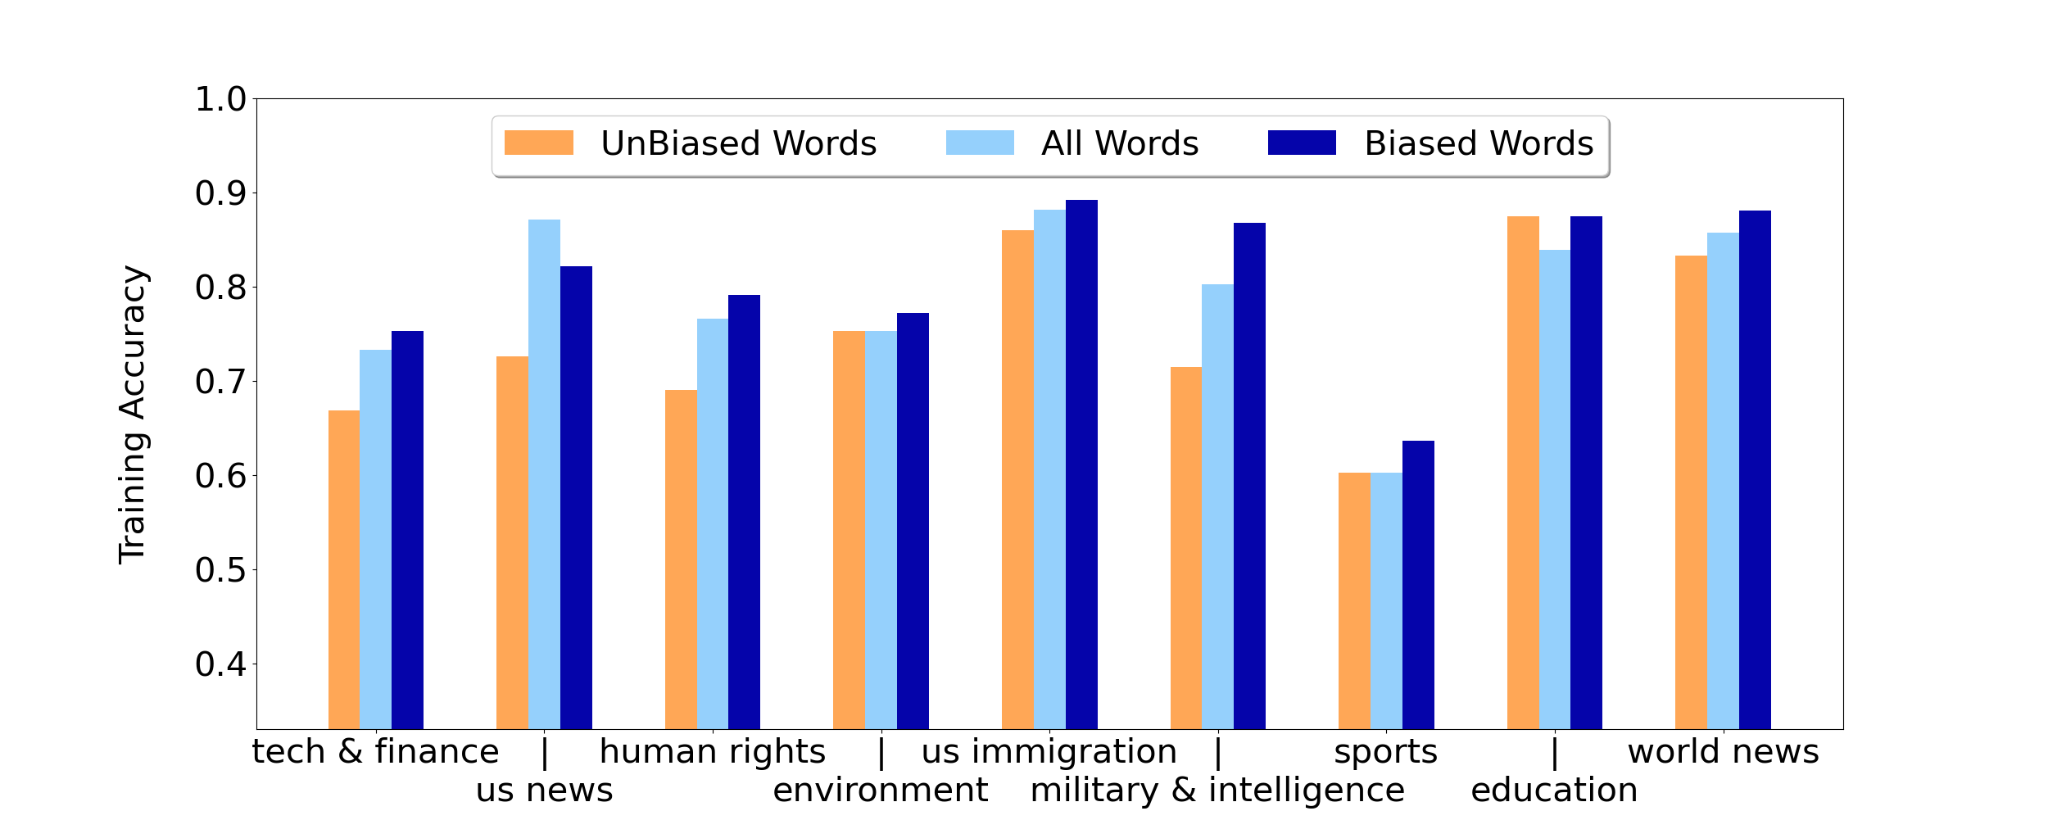 UnBiased Words All Words Biased Words
Training Accuracy
1.0
0.9
0.8
0.7
0.6
0.5
0.4
tech & finance | human rights | us immigration | sports | world news
us news environment military & intelligence education